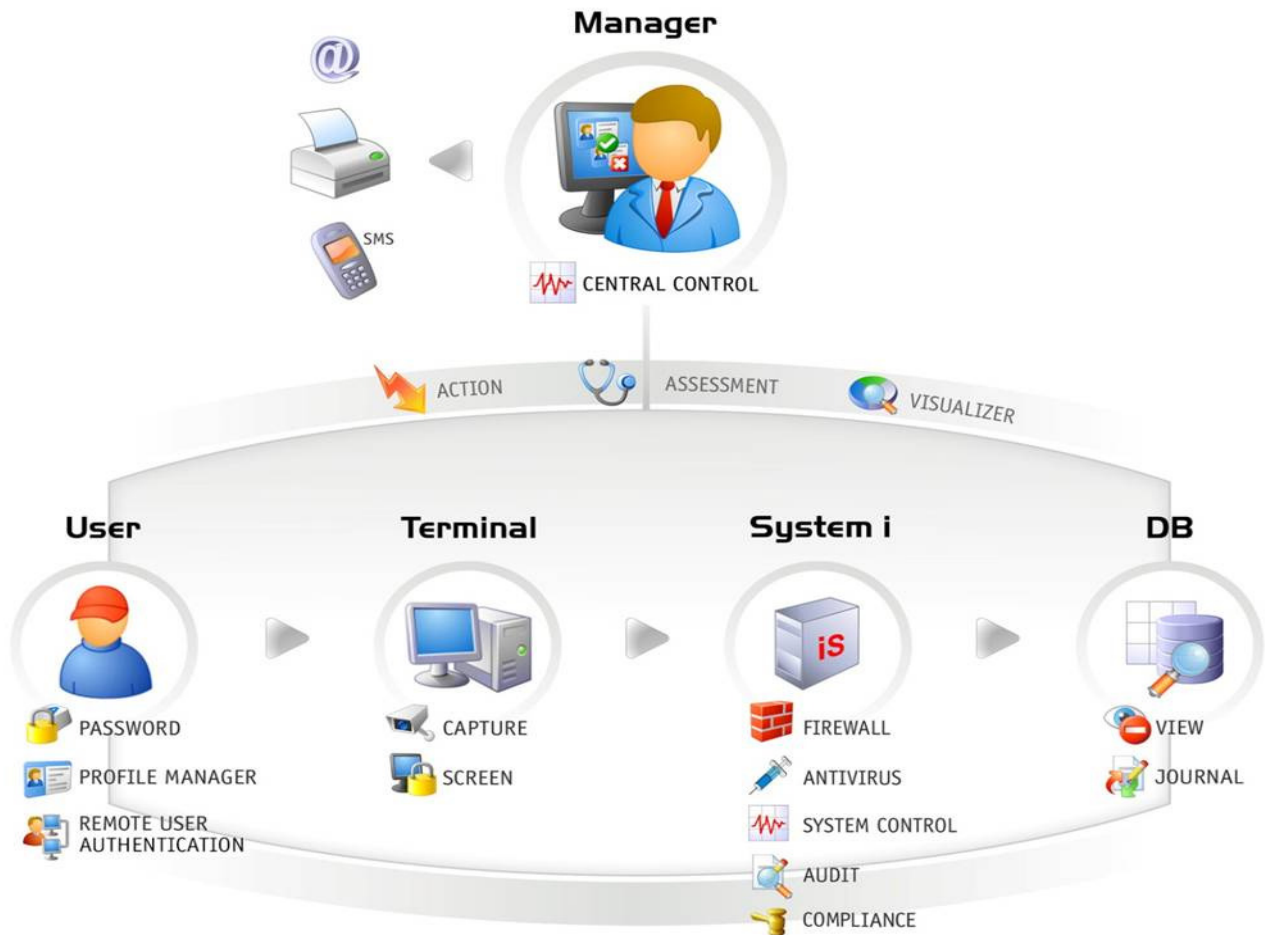 Manager
@
SMS
CENTRAL CONTROL
ACTION
ASSESSMENT
VISUALIZER
User
Terminal
System i
DB
iS
PASSWORD
PROFILE MANAGER
REMOTE USER
AUTHENTICATION
CAPTURE
SCREEN
FIREWALL
ANTIVIRUS
SYSTEM CONTROL
AUDIT
COMPLIANCE
VIEW
JOURNAL